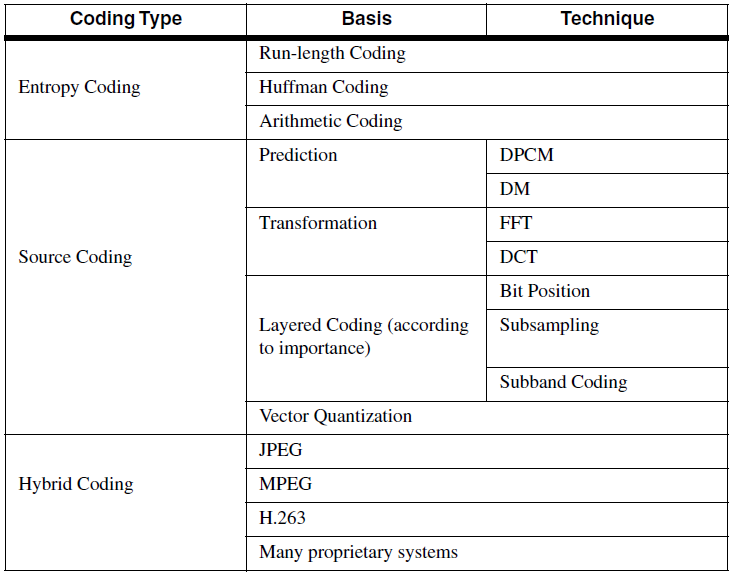 Coding Type Basis Technique
Run-length Coding
Entropy Coding Huffman Coding
Arithmetic Coding
Prediction DPCM
DM
Transformation FFT
Source Coding DCT
Bit Position
Layered Coding (according Subsampling
to importance)
Subband Coding
Vector Quantization
JPEG
Hybrid Coding MPEG
H.263
Many proprietary systems